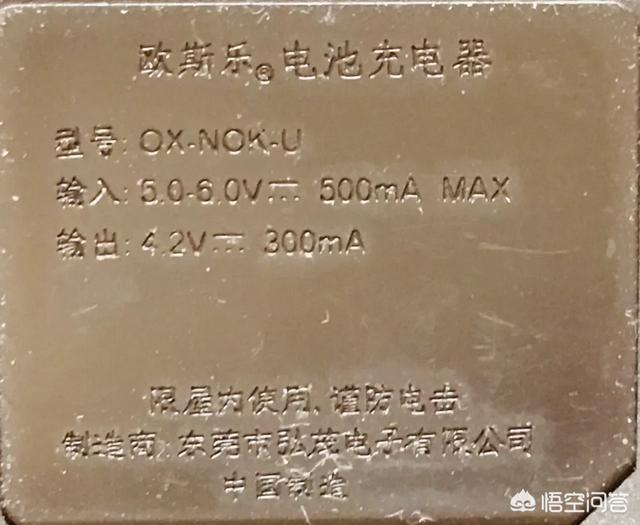 欧斯乐® 电池充电器
型号: OX-NOK-U
输入: 5.0-6.0V⎓ 500mA MAX
输出: 4.2V⎓ 300mA
限屋内使用、谨防电击
制造商: 东莞市弘茂电子有限公司
中国制造
悟空问答